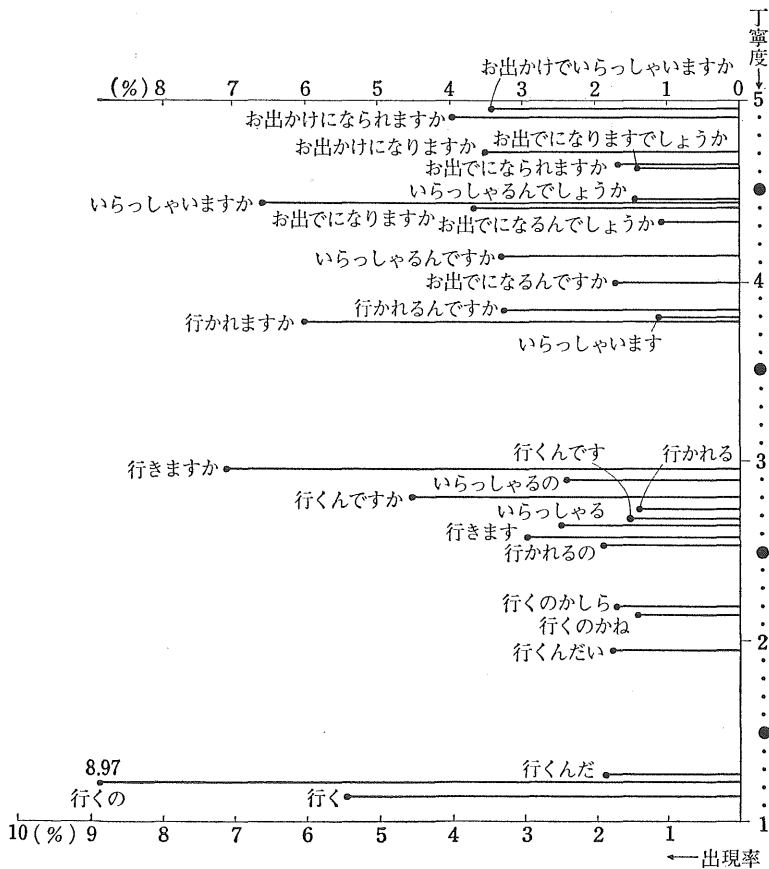 丁寧度→
お出かけでいらっしゃいますか
(%) 8 7 6 5 4 3 2 1 0
5
お出かけになられますか
お出でになりますでしょうか
お出かけになりますか
お出でになられますか
いらっしゃるんでしょうか
いらっしゃいますか
お出でになりますか
お出でになるんでしょうか
いらっしゃるんですか
4
お出でになるんですか
行かれるんですか
行かれますか
いらっしゃいます
3
行くんです
行かれる
行きますか
いらっしゃるの
行くんですか
いらっしゃる
行きます
行かれるの
行くのかしら
行くのかね
2
行くんだい
8.97
行くんだ
行くの
行く
1
10(%) 9 8 7 6 5 4 3 2 1
←出現率